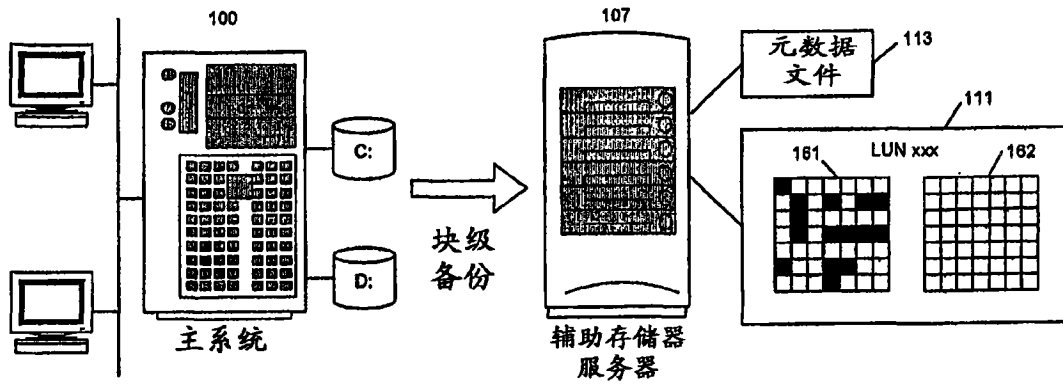 100
主系统
C:
D:
块级
备份
107
辅助存储器
服务器
元数据
文件
113
111
LUN xxx
161
162